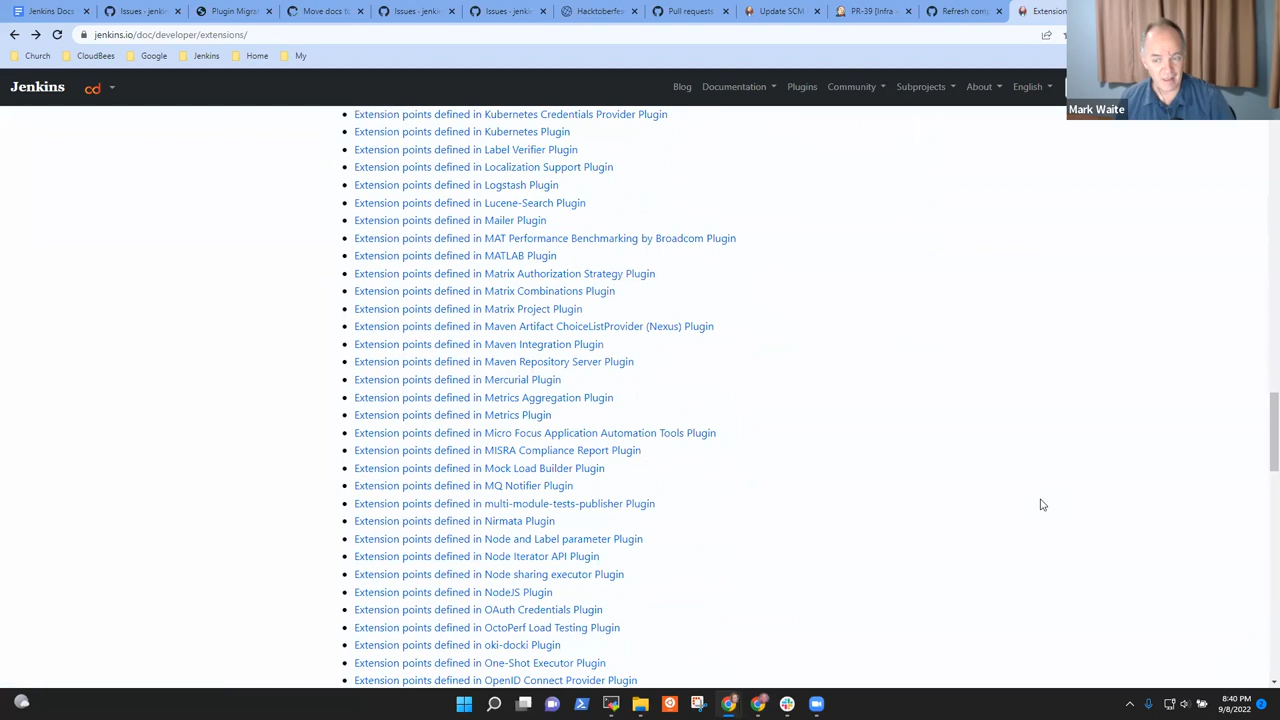 Jenkins Docs
Issues - jenk
Plugin Migrat
Move docs t
Issues - jenk
Issues - jenk
Hacktoberfe
Pull requests
Update SCM
PR-39 [Infra
Refresh com
Extension
jenkins.io/doc/developer/extensions/
Church
CloudBees
Google
Jenkins
Home
My
Jenkins
cd
Blog
Documentation
Plugins
Community
Subprojects
About
English
Mark Waite
Extension points defined in Kubernetes Credentials Provider Plugin
Extension points defined in Kubernetes Plugin
Extension points defined in Label Verifier Plugin
Extension points defined in Localization Support Plugin
Extension points defined in Logstash Plugin
Extension points defined in Lucene-Search Plugin
Extension points defined in Mailer Plugin
Extension points defined in MAT Performance Benchmarking by Broadcom Plugin
Extension points defined in MATLAB Plugin
Extension points defined in Matrix Authorization Strategy Plugin
Extension points defined in Matrix Combinations Plugin
Extension points defined in Matrix Project Plugin
Extension points defined in Maven Artifact ChoiceListProvider (Nexus) Plugin
Extension points defined in Maven Integration Plugin
Extension points defined in Maven Repository Server Plugin
Extension points defined in Mercurial Plugin
Extension points defined in Metrics Aggregation Plugin
Extension points defined in Metrics Plugin
Extension points defined in Micro Focus Application Automation Tools Plugin
Extension points defined in MISRA Compliance Report Plugin
Extension points defined in Mock Load Builder Plugin
Extension points defined in MQ Notifier Plugin
Extension points defined in multi-module-tests-publisher Plugin
Extension points defined in Nirmata Plugin
Extension points defined in Node and Label parameter Plugin
Extension points defined in Node Iterator API Plugin
Extension points defined in Node sharing executor Plugin
Extension points defined in NodeJS Plugin
Extension points defined in OAuth Credentials Plugin
Extension points defined in OctoPerf Load Testing Plugin
Extension points defined in oki-docki Plugin
Extension points defined in One-Shot Executor Plugin
Extension points defined in OpenID Connect Provider Plugin
8:40 PM
9/8/2022